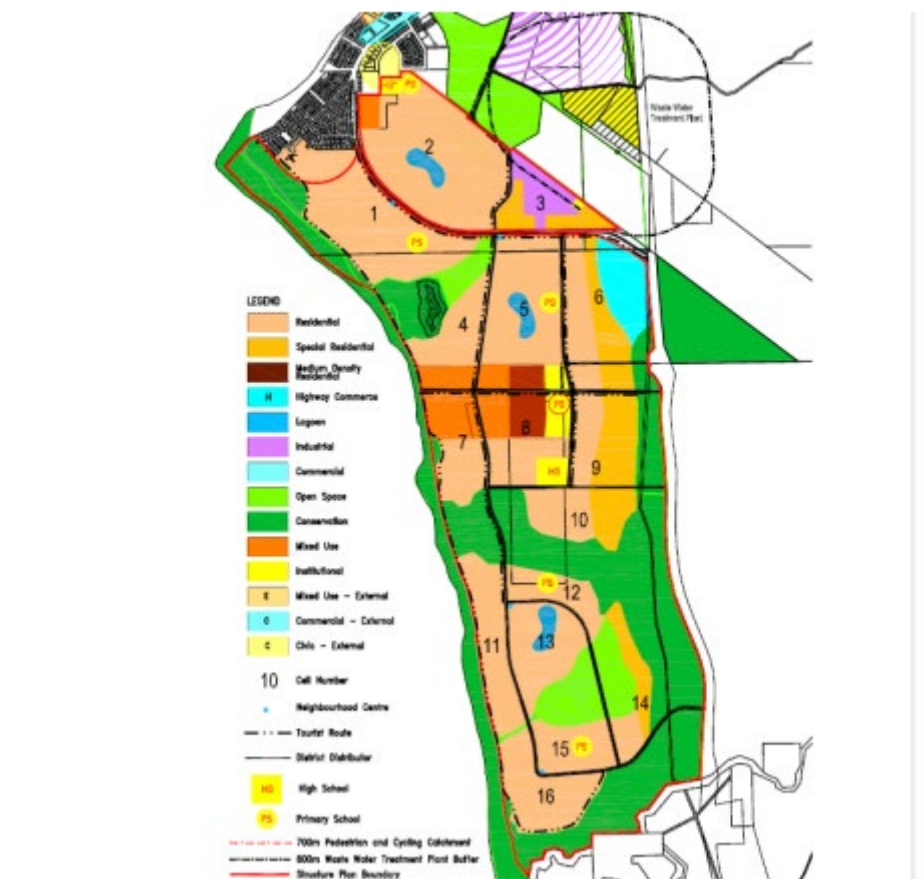 HS PS
Waste Water
Treatment Plant
2
3
1
PS
6
5 PS
4
LEGEND
Residential
Special Residential
Medium Density
Residential
H Highway Commerce
Lagoon
Industrial
Commercial
Open Space
Conservation
Mixed Use
Institutional
E Mixed Use - External
C Commercial - External
C Civic - External
10 Cell Number
Neighbourhood Centre
Tourist Route
District Distributor
HS High School
PS Primary School
700m Pedestrian and Cycling Catchment
600m Waste Water Treatment Plant Buffer
Structure Plan Boundary
PS
8
7
HS 9
10
PS
12
13
11
14
15 PS
16